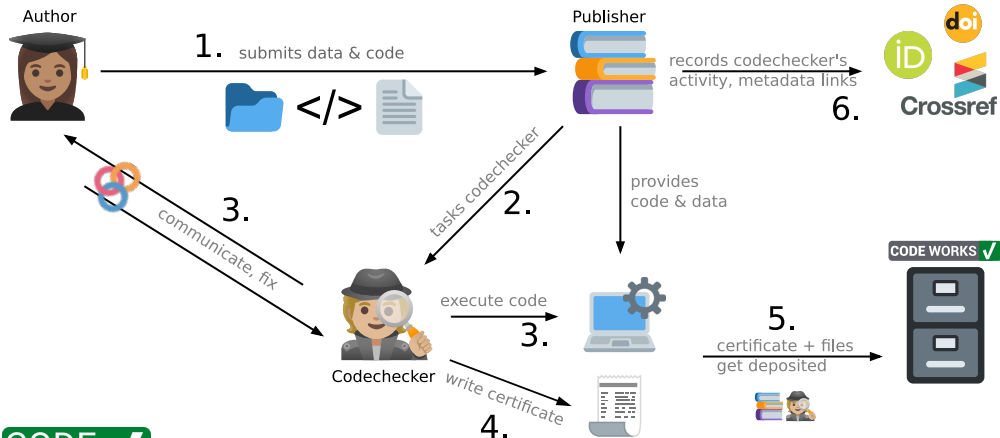 Author
Publisher
1. submits data & code
</>
records codechecker's
activity, metadata links
6.
doi
iD
Crossref
tasks codechecker
2.
provides
code & data
3.
communicate, fix
Codechecker
execute code
3.
write certificate
4.
5.
certificate + files
get deposited
CODE WORKS
CODE